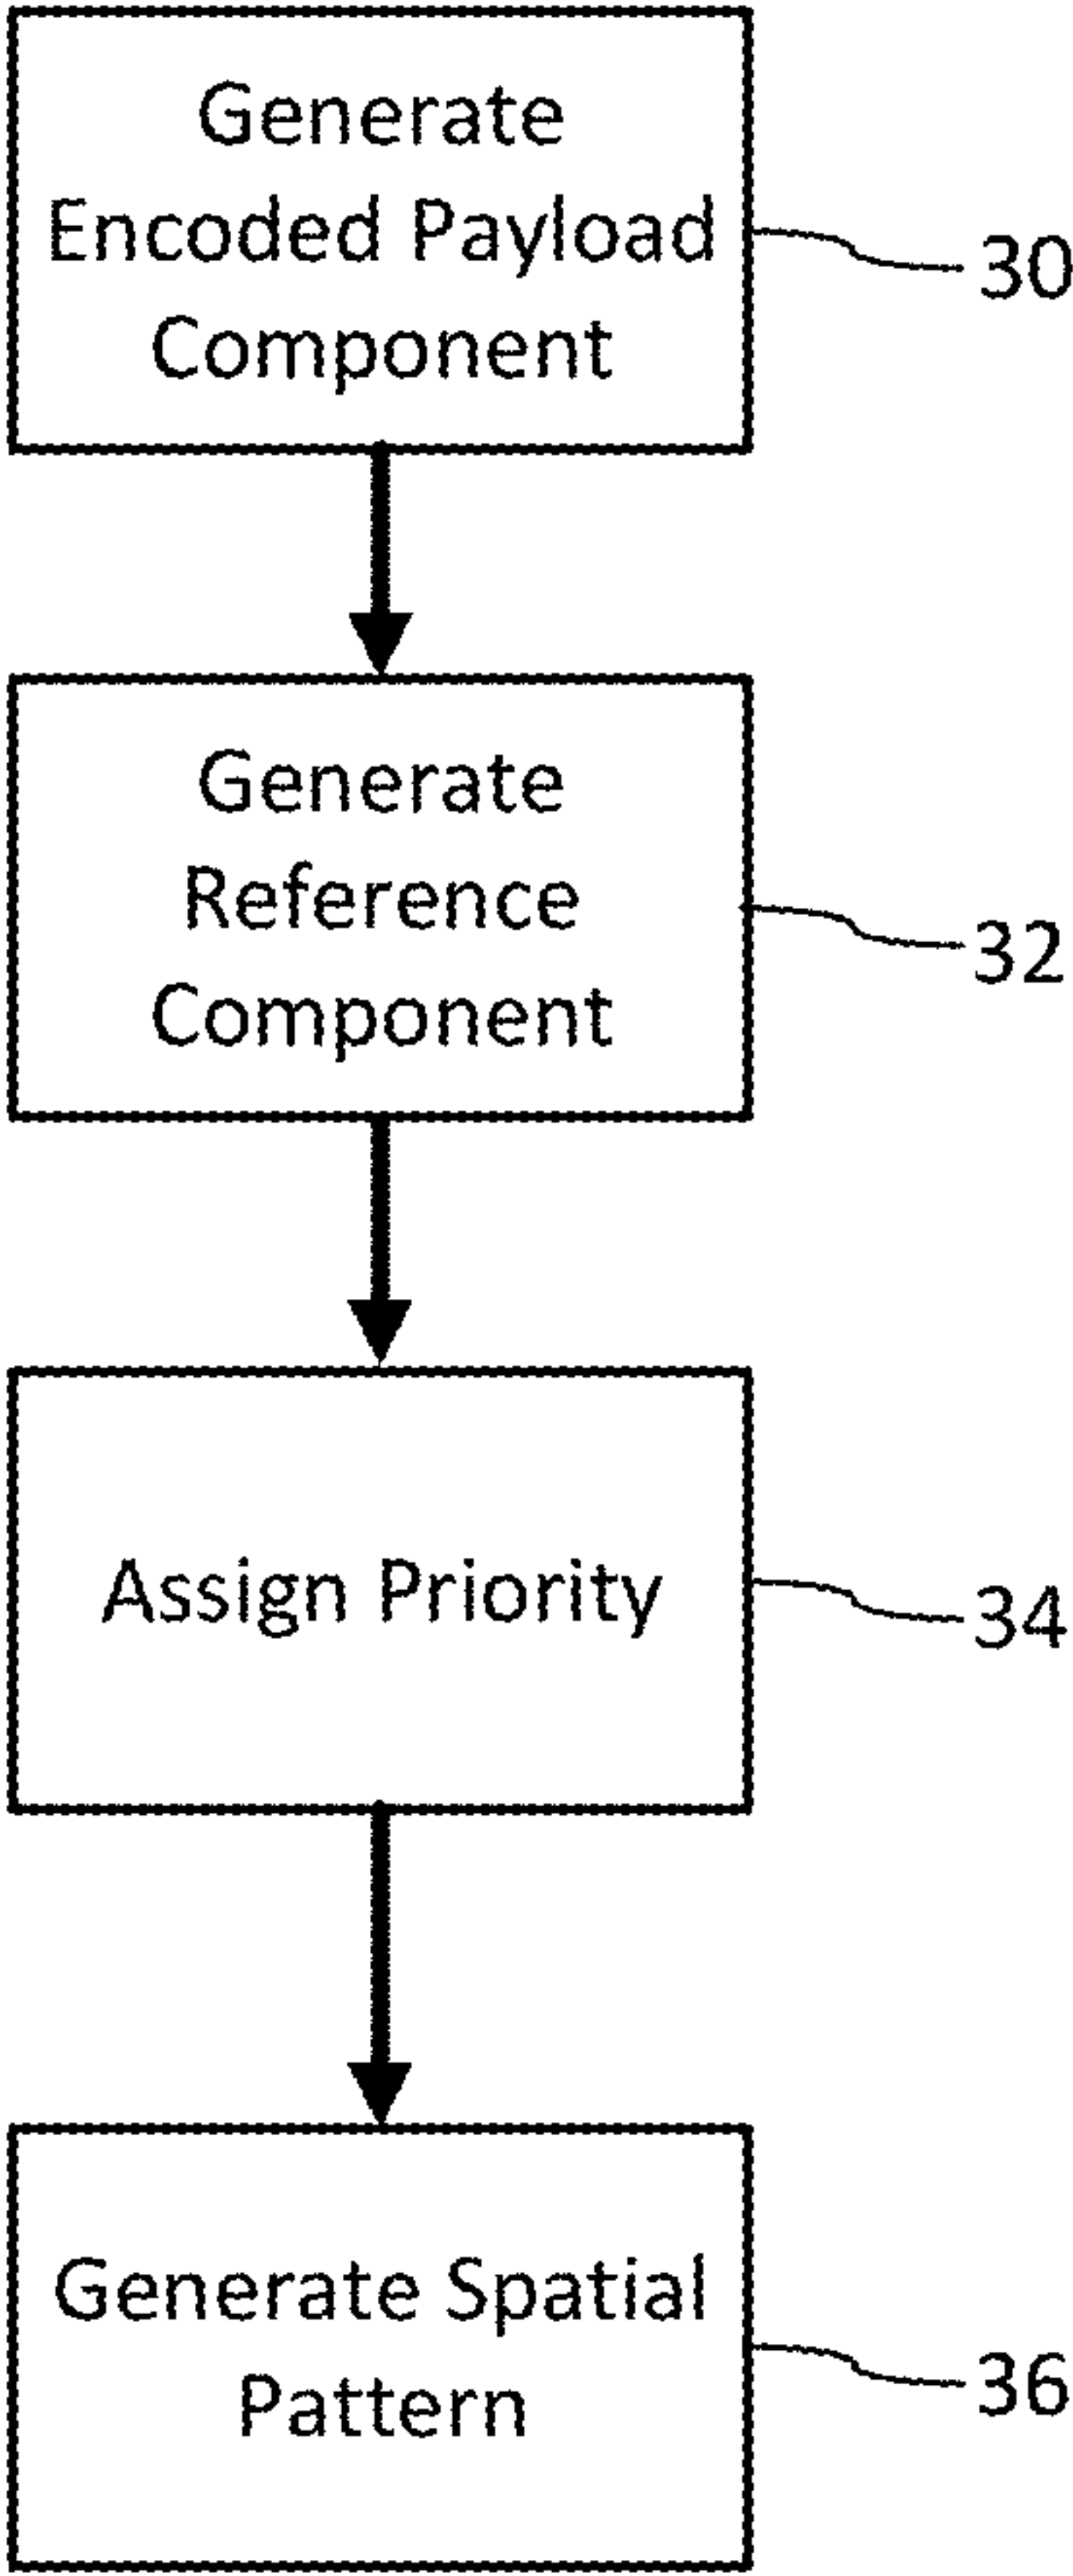 Generate
Encoded Payload
Component
30
Generate
Reference
Component
32
Assign Priority
34
Generate Spatial
Pattern
36